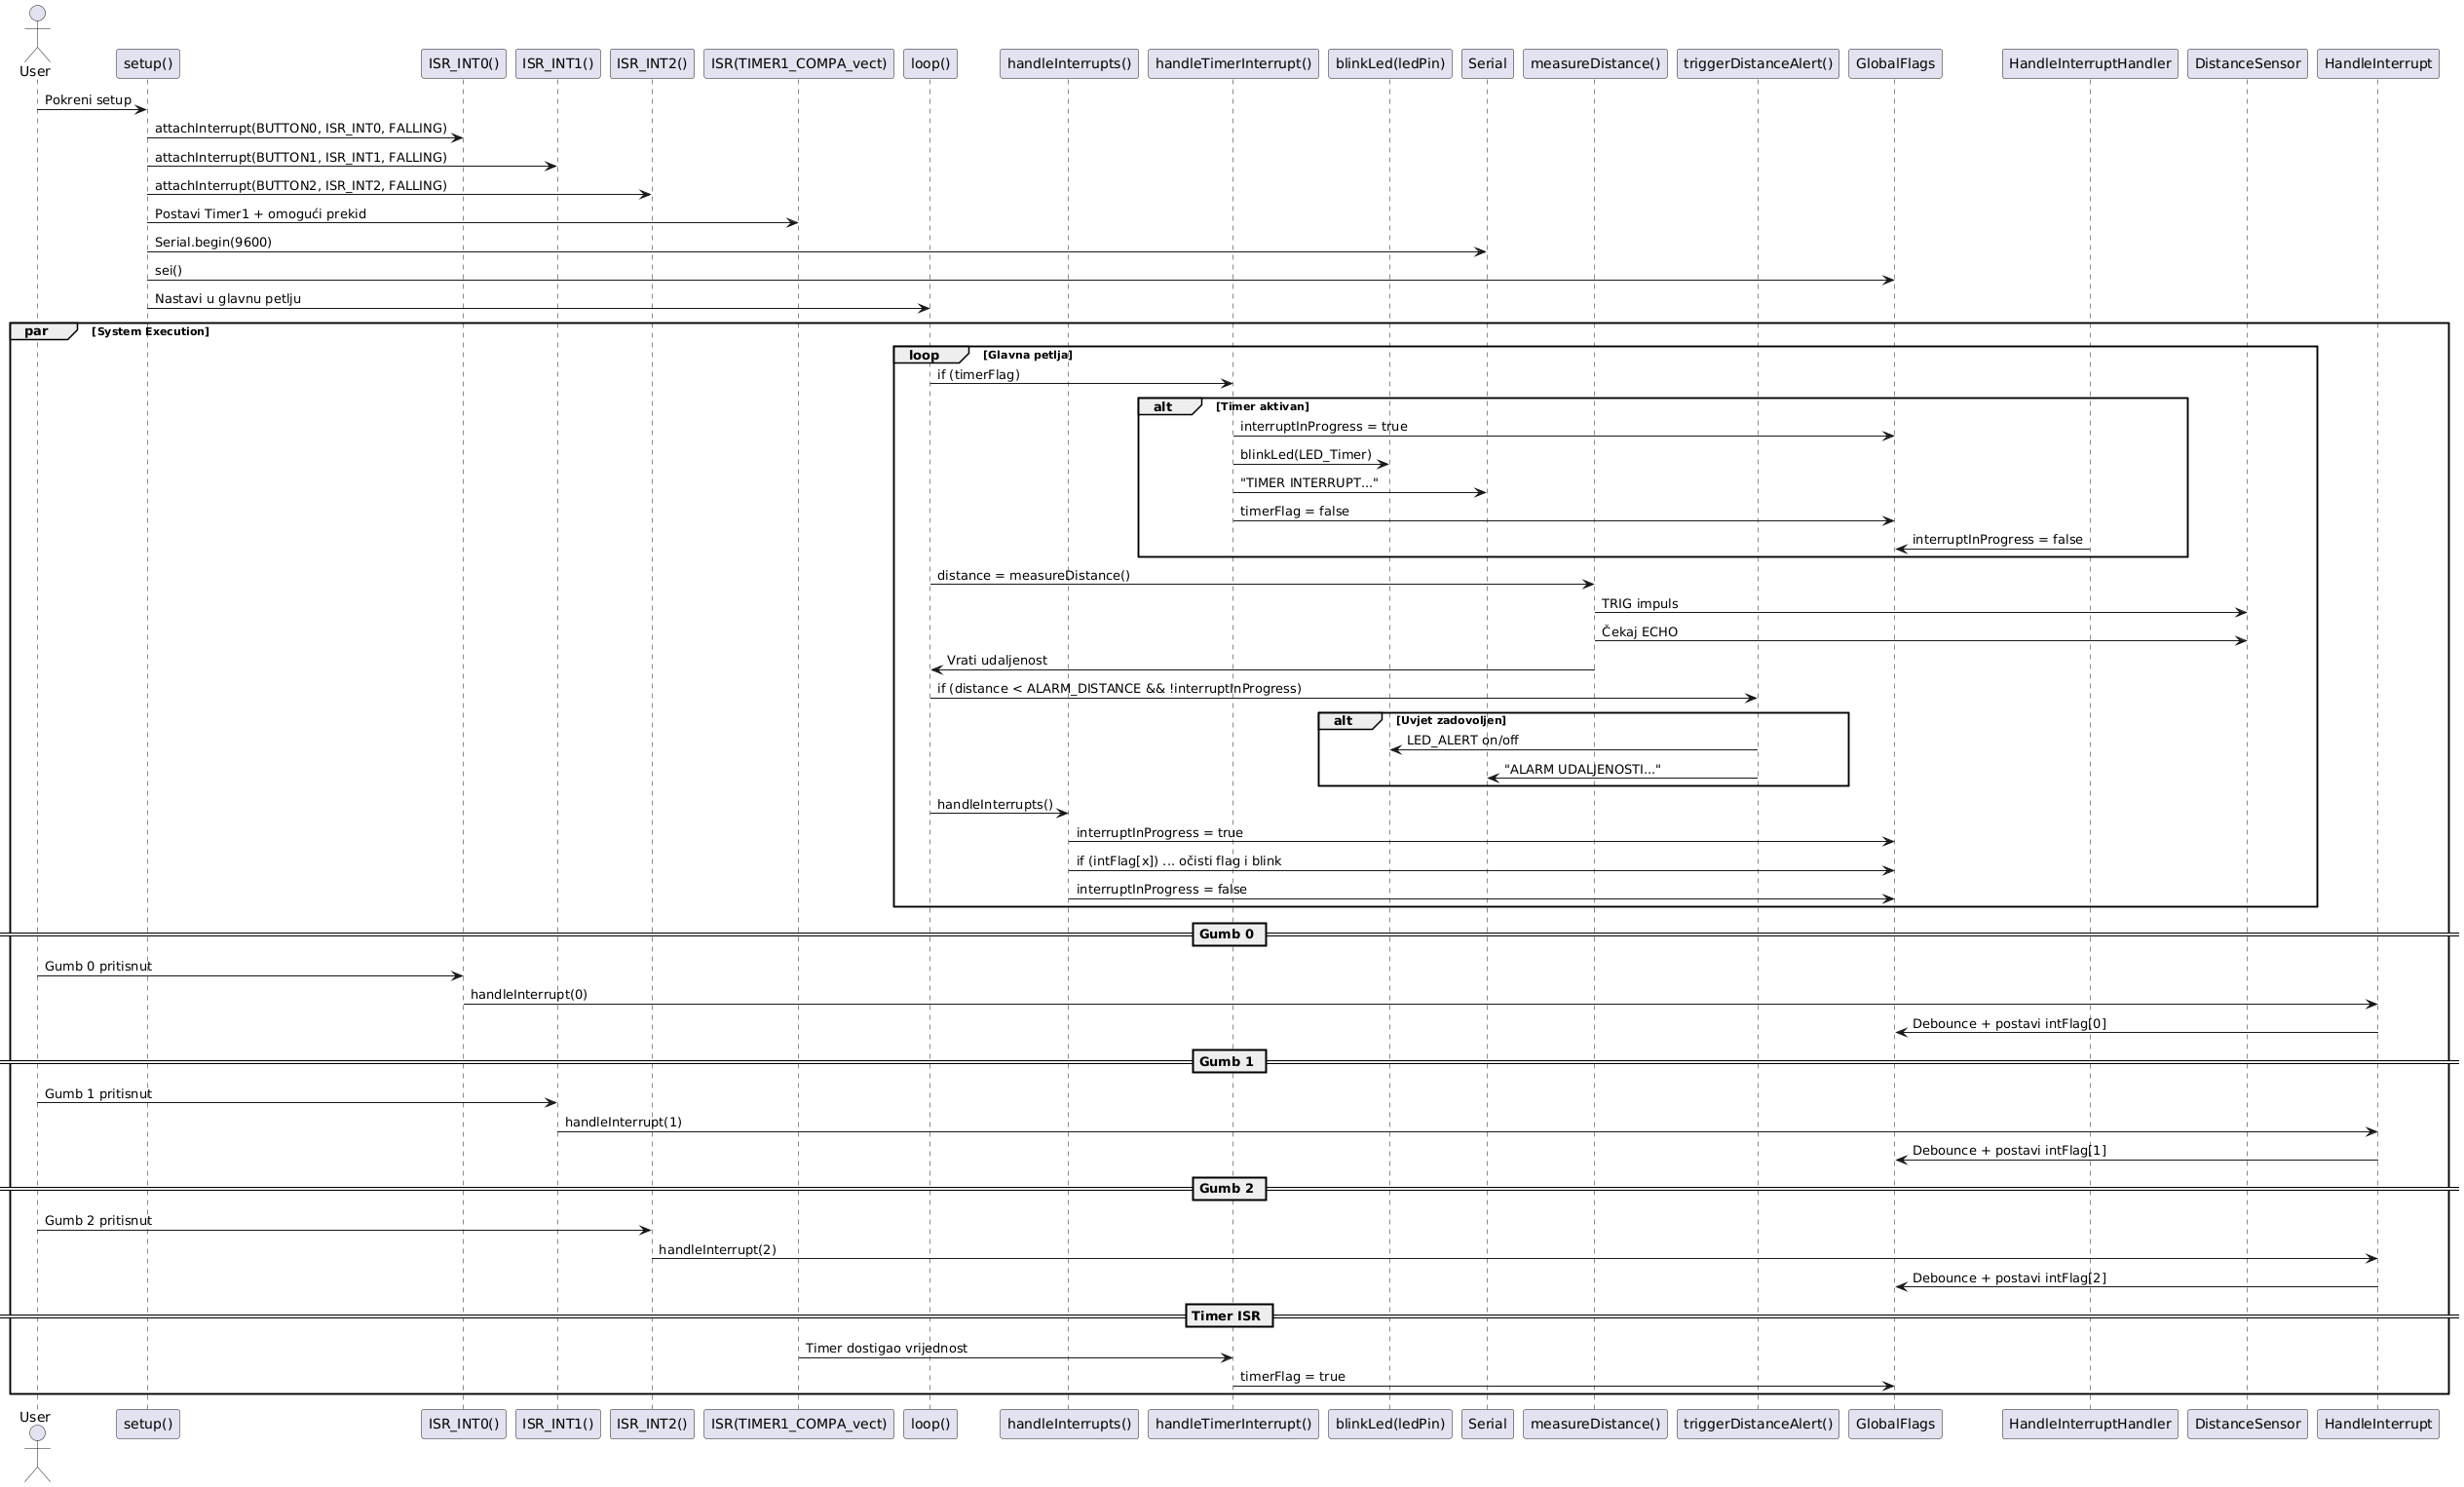 User
setup()
ISR_INT0()
ISR_INT1()
ISR_INT2()
ISR(TIMER1_COMPA_vect)
loop()
handleInterrupts()
handleTimerInterrupt()
blinkLed(ledPin)
Serial
measureDistance()
triggerDistanceAlert()
GlobalFlags
HandleInterruptHandler
DistanceSensor
HandleInterrupt
Pokreni setup
attachInterrupt(BUTTON0, ISR_INT0, FALLING)
attachInterrupt(BUTTON1, ISR_INT1, FALLING)
attachInterrupt(BUTTON2, ISR_INT2, FALLING)
Postavi Timer1 + omogući prekid
Serial.begin(9600)
sei()
Nastavi u glavnu petlju
par [System Execution]
loop [Glavna petlja]
if (timerFlag)
alt [Timer aktivan]
interruptInProgress = true
blinkLed(LED_Timer)
"TIMER INTERRUPT..."
timerFlag = false
interruptInProgress = false
distance = measureDistance()
TRIG impuls
Čekaj ECHO
Vrati udaljenost
if (distance < ALARM_DISTANCE && !interruptInProgress)
alt [Uvjet zadovoljen]
LED_ALERT on/off
"ALARM UDALJENOSTI..."
handleInterrupts()
interruptInProgress = true
if (intFlag[x]) ... očisti flag i blink
interruptInProgress = false
Gumb 0
Gumb 0 pritisnut
handleInterrupt(0)
Debounce + postavi intFlag[0]
Gumb 1
Gumb 1 pritisnut
handleInterrupt(1)
Debounce + postavi intFlag[1]
Gumb 2
Gumb 2 pritisnut
handleInterrupt(2)
Debounce + postavi intFlag[2]
Timer ISR
Timer dostigao vrijednost
timerFlag = true
User
setup()
ISR_INT0()
ISR_INT1()
ISR_INT2()
ISR(TIMER1_COMPA_vect)
loop()
handleInterrupts()
handleTimerInterrupt()
blinkLed(ledPin)
Serial
measureDistance()
triggerDistanceAlert()
GlobalFlags
HandleInterruptHandler
DistanceSensor
HandleInterrupt